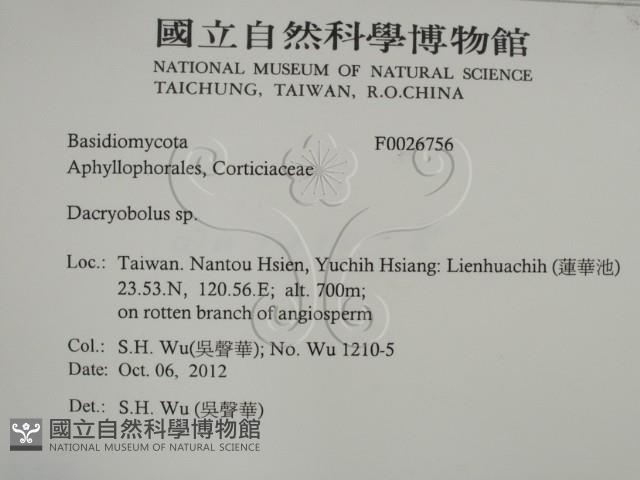 國立自然科學博物館
NATIONAL MUSEUM OF NATURAL SCIENCE
TAICHUNG, TAIWAN, R.O.CHINA
Basidiomycota F0026756
Aphyllophorales, Corticiaceae
Dacryobolus sp.
Loc.: Taiwan. Nantou Hsien, Yuchih Hsiang: Lienhuachih (蓮華池)
23.53.N, 120.56.E; alt. 700m;
on rotten branch of angiosperm
Col.: S.H. Wu(吳聲華); No. Wu 1210-5
Date: Oct. 06, 2012
Det.: S.H. Wu (吳聲華)
國立自然科學博物館
NATIONAL MUSEUM OF NATURAL SCIENCE